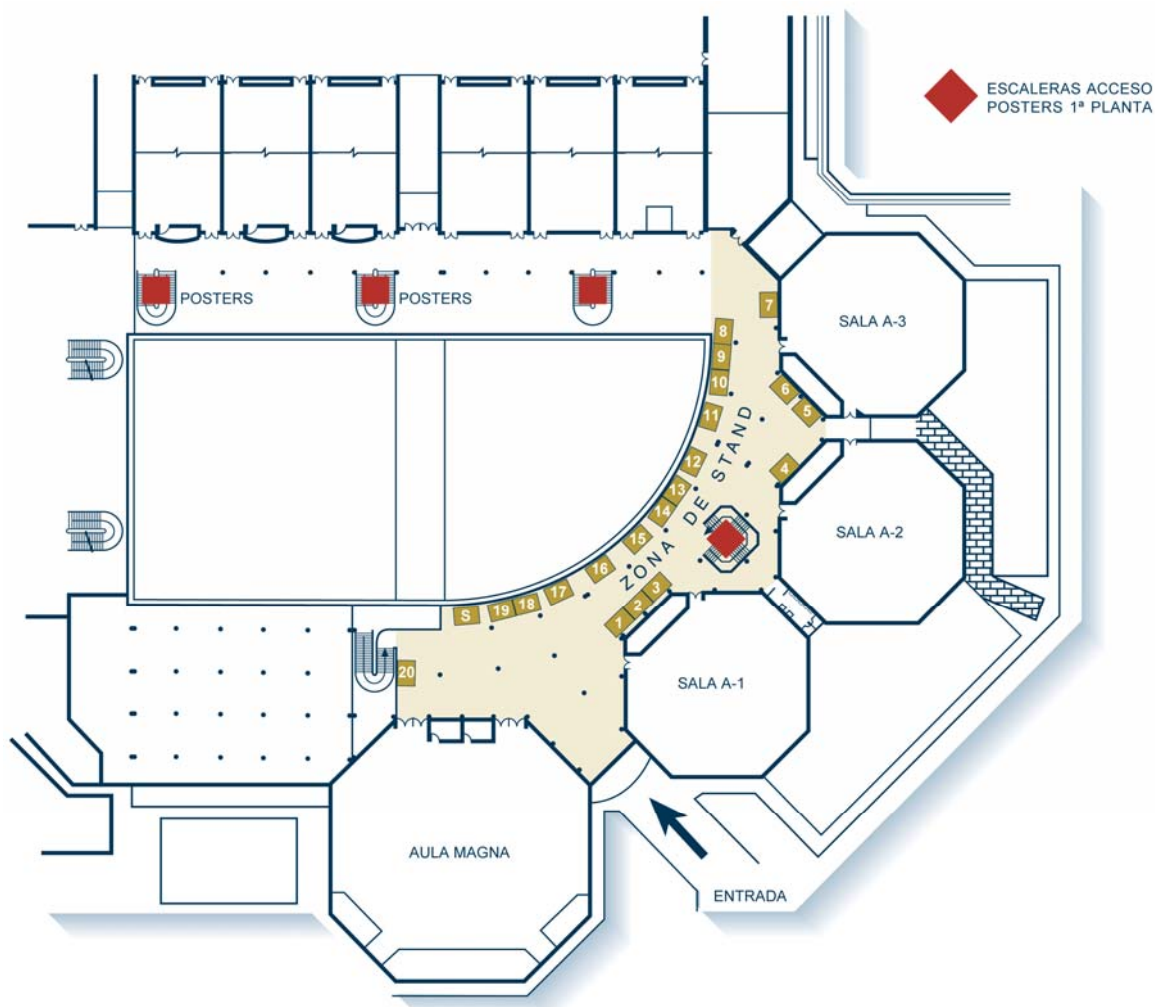 ESCALERAS ACCESO
POSTERS 1ª PLANTA
POSTERS
POSTERS
7
SALA A-3
8
9
10
6
5
11
ZONA DE STAND
12
4
13
14
SALA A-2
15
16
17
3
2
1
18
19
S
20
SALA A-1
AULA MAGNA
ENTRADA